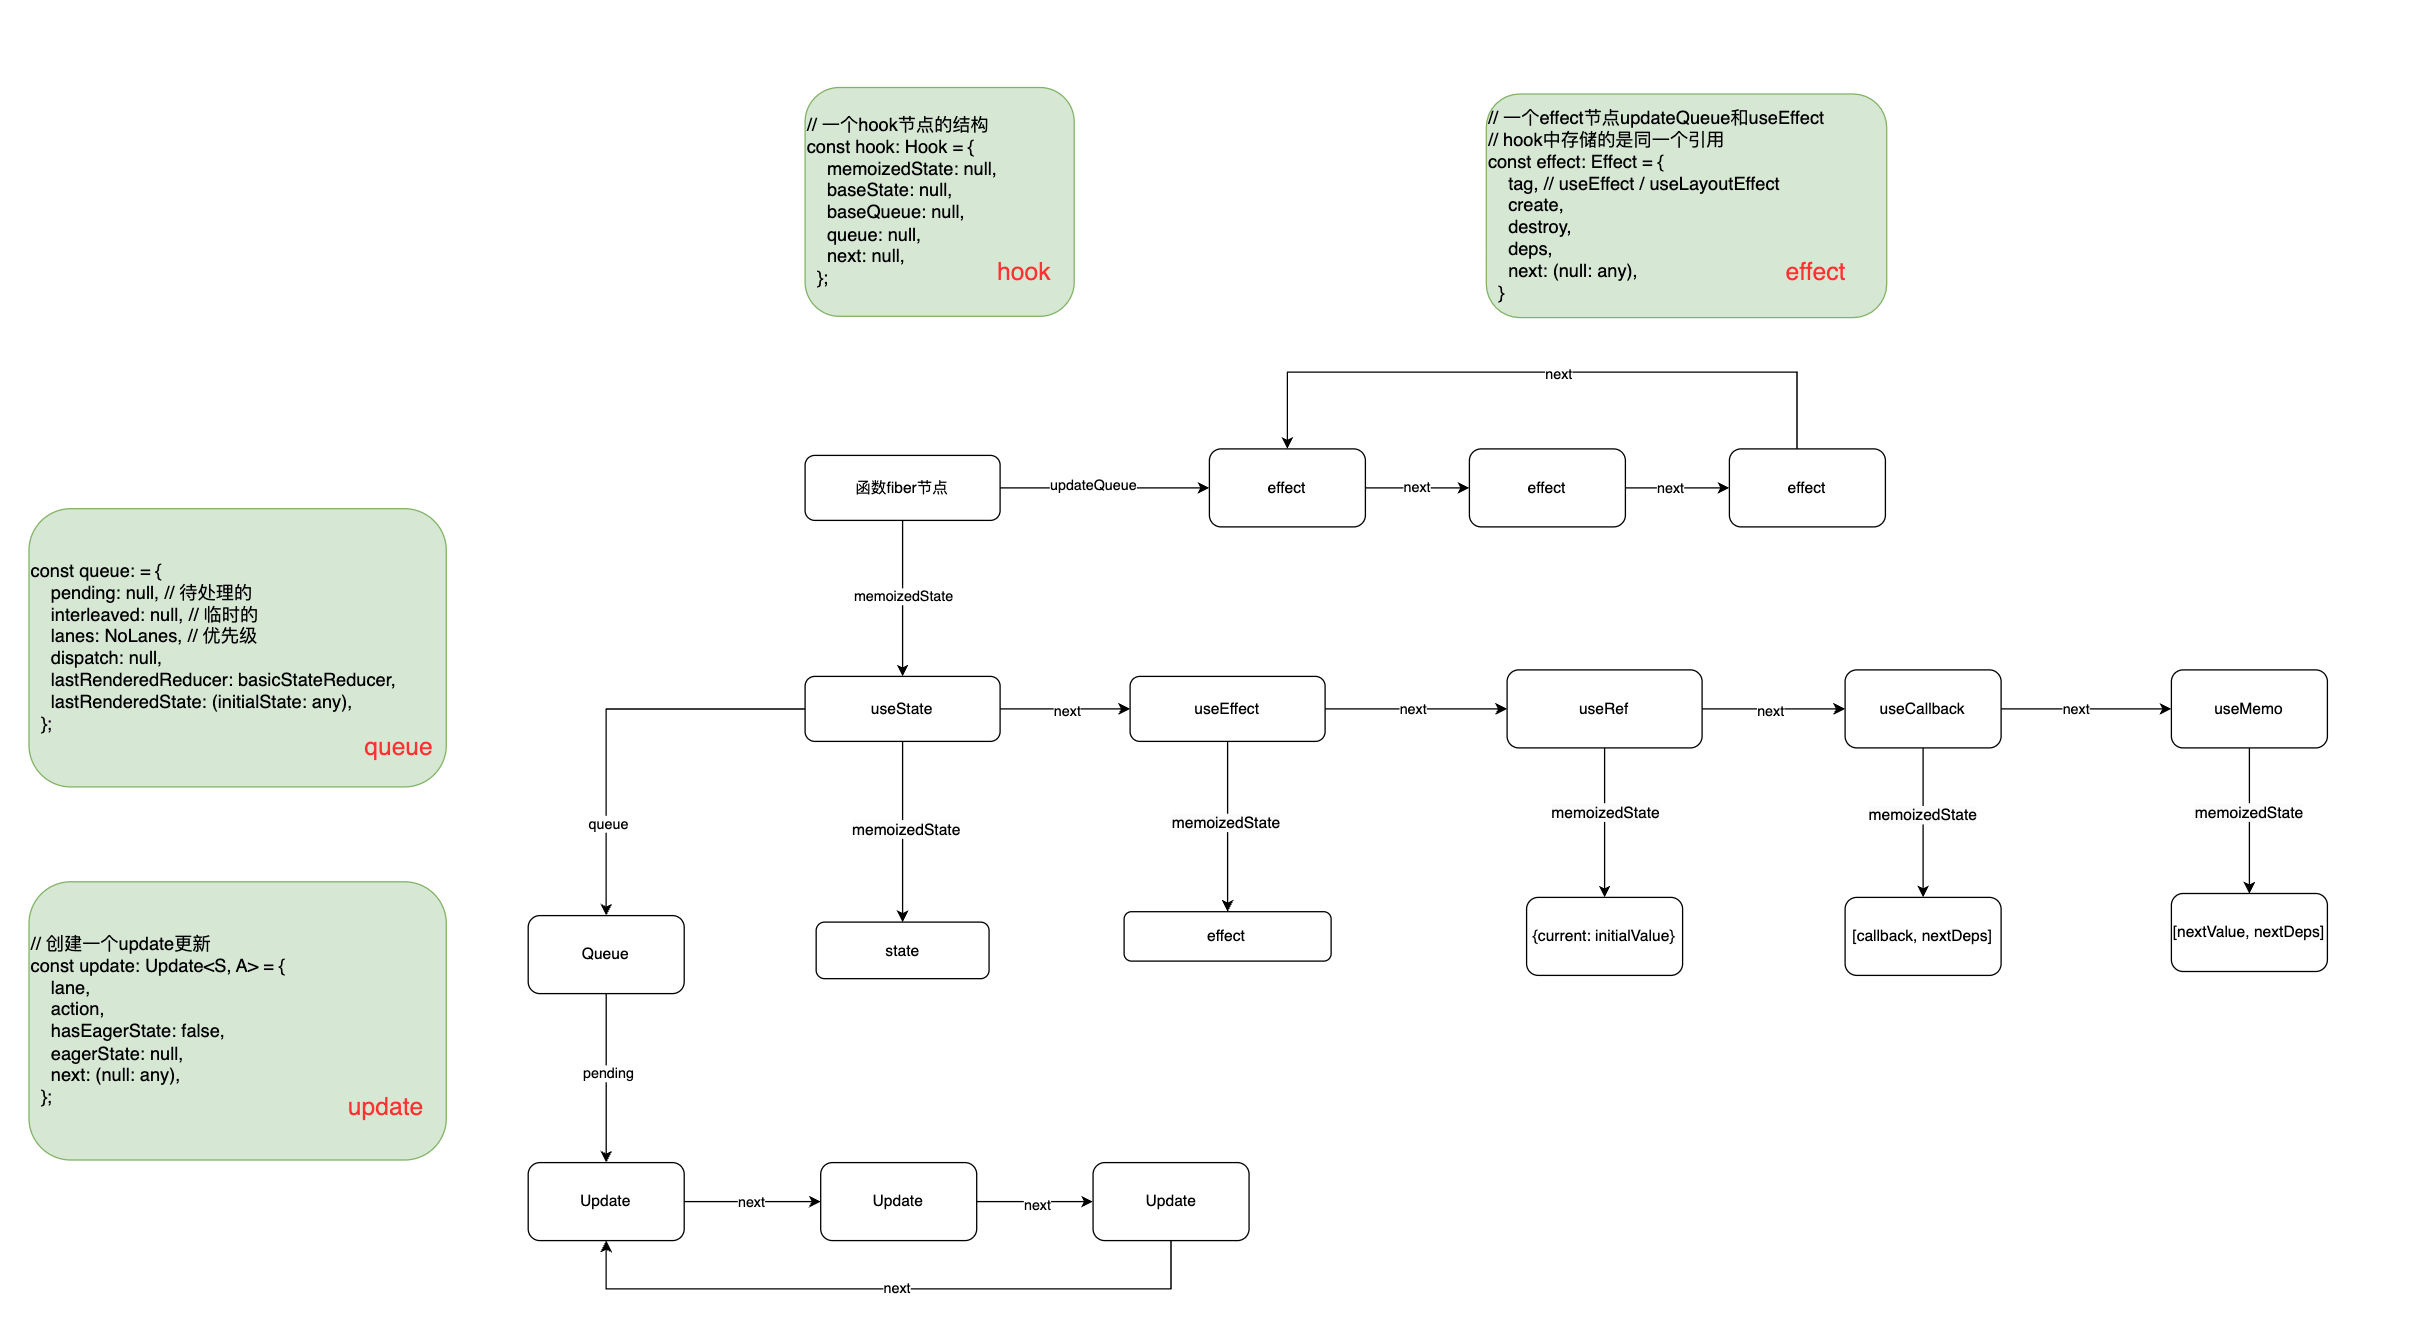 // 一个hook节点的结构
const hook: Hook = {
memoizedState: null,
baseState: null,
baseQueue: null,
queue: null,
next: null,
};
hook
// 一个effect节点updateQueue和useEffect
// hook中存储的是同一个引用
const effect: Effect = {
tag, // useEffect / useLayoutEffect
create,
destroy,
deps,
next: (null: any),
}
effect
next
函数fiber节点
updateQueue
effect
next
effect
next
effect
memoizedState
const queue: = {
pending: null, // 待处理的
interleaved: null, // 临时的
lanes: NoLanes, // 优先级
dispatch: null,
lastRenderedReducer: basicStateReducer,
lastRenderedState: (initialState: any),
};
queue
useState
next
useEffect
next
useRef
next
useCallback
next
useMemo
queue
memoizedState
memoizedState
memoizedState
memoizedState
memoizedState
Queue
state
effect
{current: initialValue}
[callback, nextDeps]
[nextValue, nextDeps]
// 创建一个update更新
const update: Update<S, A> = {
lane,
action,
hasEagerState: false,
eagerState: null,
next: (null: any),
};
update
pending
Update
next
Update
next
Update
next